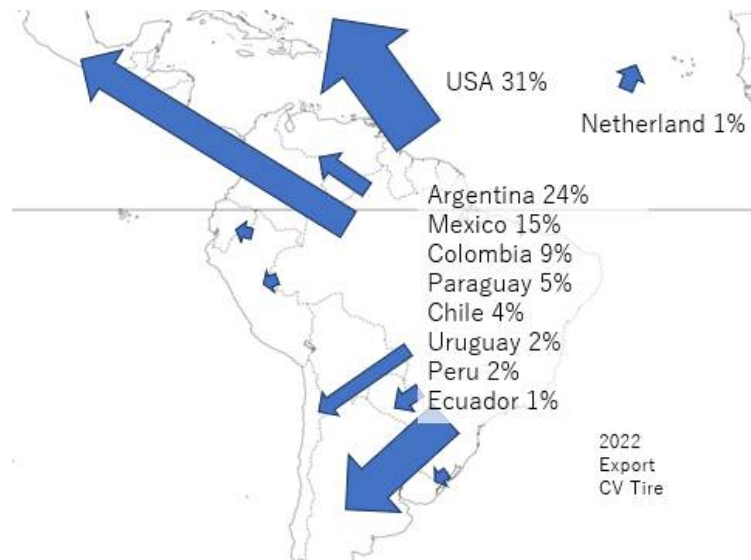 USA 31%
Netherland 1%
Argentina 24%
Mexico 15%
Colombia 9%
Paraguay 5%
Chile 4%
Uruguay 2%
Peru 2%
Ecuador 1%
2022
Export
CV Tire